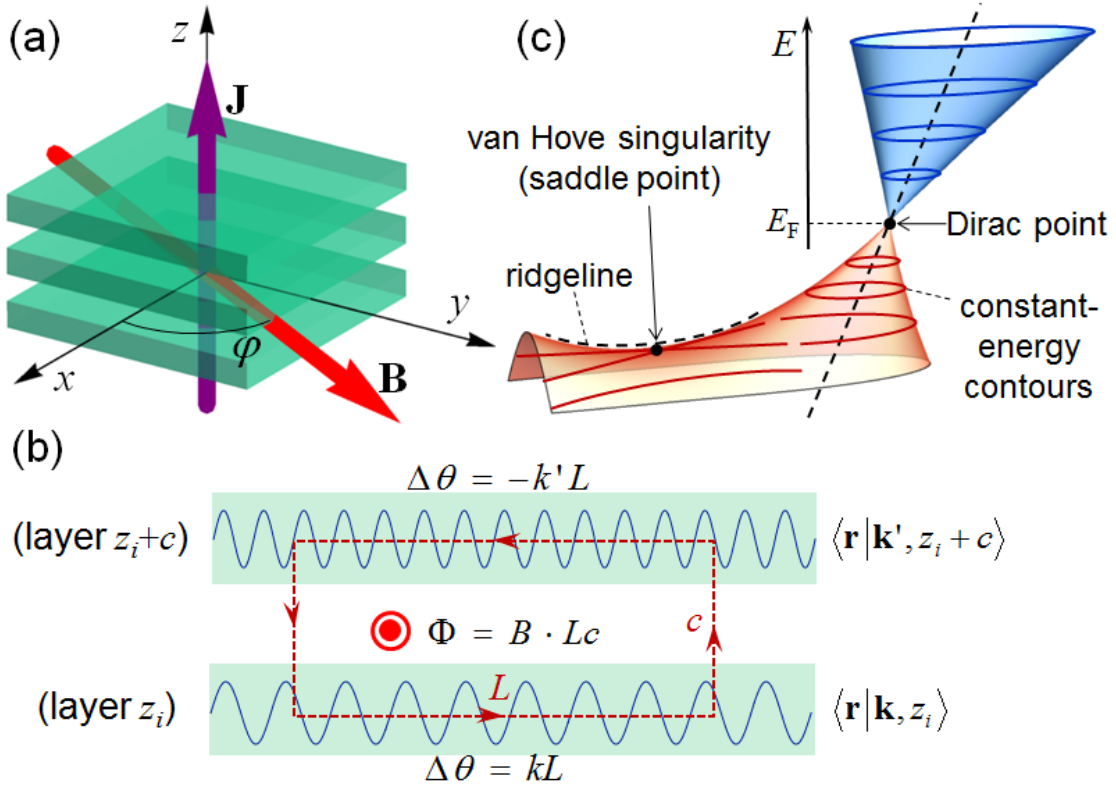 (a)
z
J
y
x
φ
B
(c)
E
van Hove singularity
(saddle point)
E_F
Dirac point
ridgeline
constant-
energy
contours
(b)
Δθ = −k'L
(layer z_i+c)
⟨r|k', z_i + c⟩
Φ = B · Lc
c
(layer z_i)
L
⟨r|k, z_i⟩
Δθ = kL